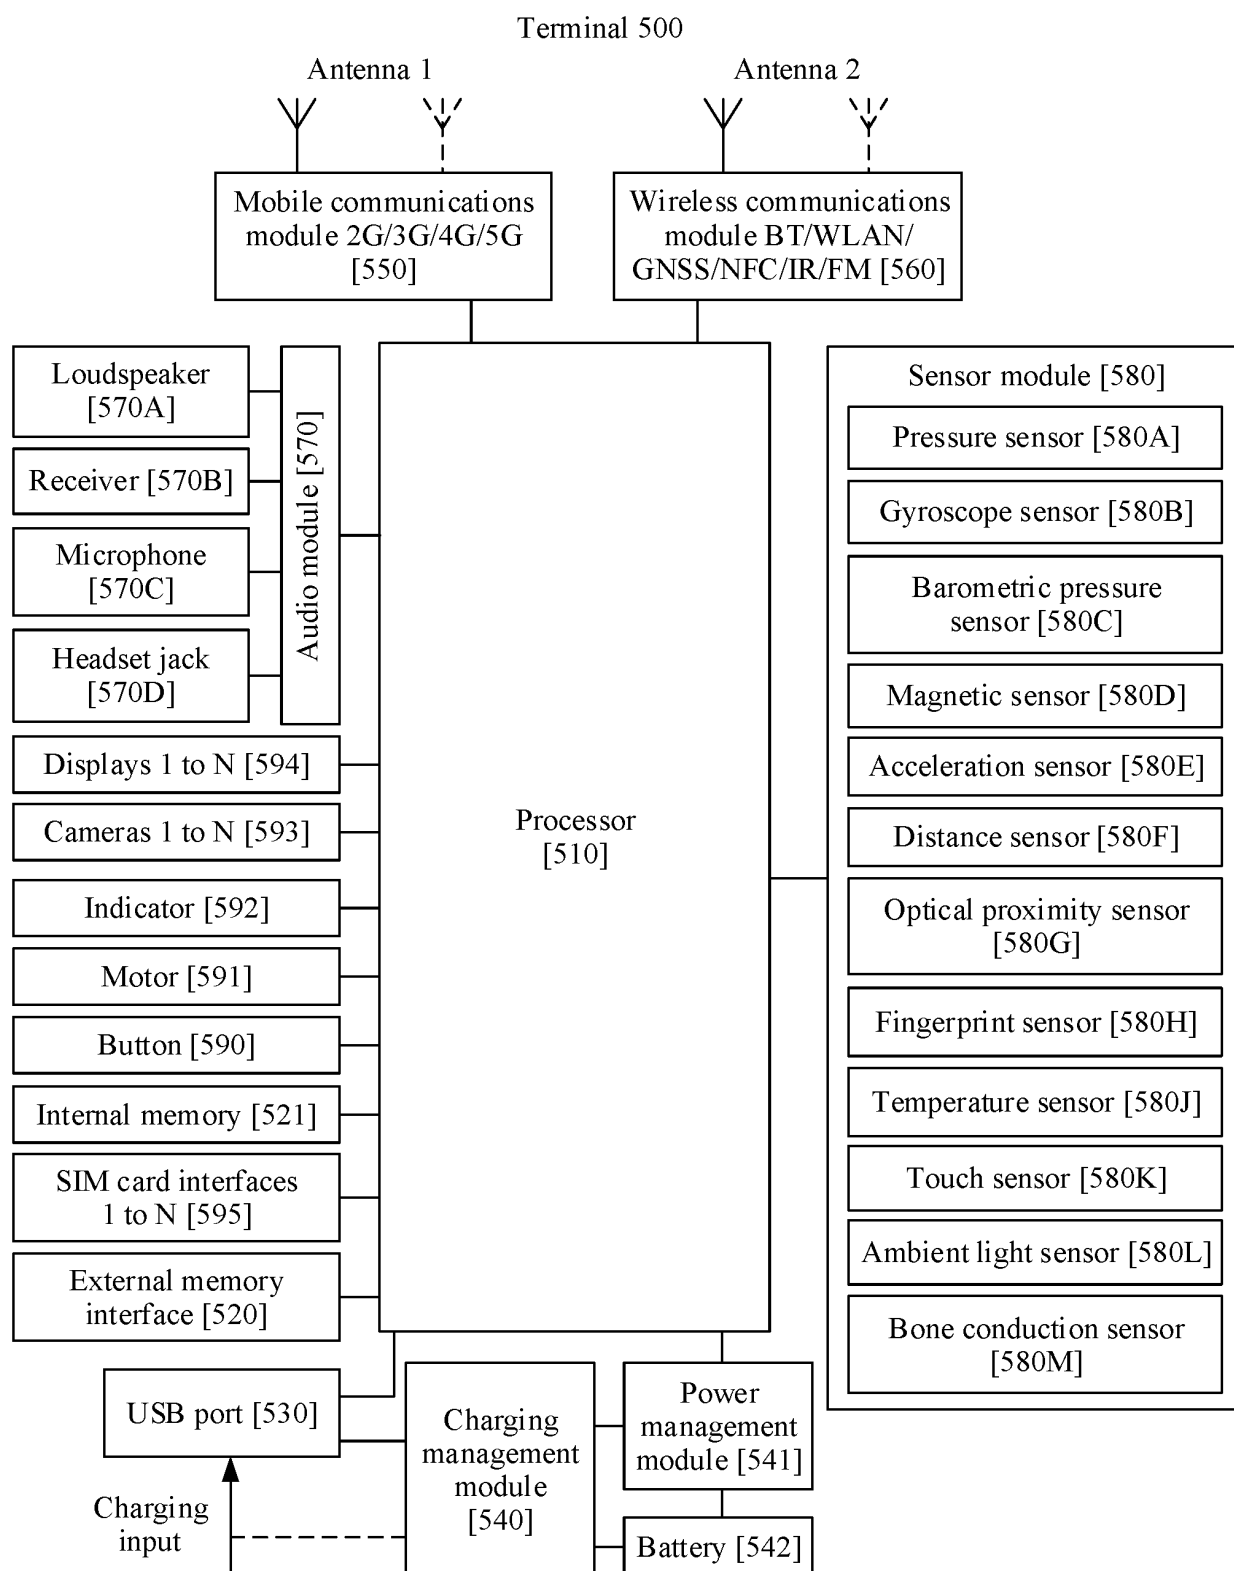 Terminal 500
Antenna 1
Antenna 2
Mobile communications
module 2G/3G/4G/5G
[550]
Wireless communications
module BT/WLAN/
GNSS/NFC/IR/FM [560]
Loudspeaker
[570A]
Receiver [570B]
Microphone
[570C]
Headset jack
[570D]
Audio module [570]
Displays 1 to N [594]
Cameras 1 to N [593]
Indicator [592]
Motor [591]
Button [590]
Internal memory [521]
SIM card interfaces
1 to N [595]
External memory
interface [520]
Processor
[510]
Sensor module [580]
Pressure sensor [580A]
Gyroscope sensor [580B]
Barometric pressure
sensor [580C]
Magnetic sensor [580D]
Acceleration sensor [580E]
Distance sensor [580F]
Optical proximity sensor
[580G]
Fingerprint sensor [580H]
Temperature sensor [580J]
Touch sensor [580K]
Ambient light sensor [580L]
Bone conduction sensor
[580M]
USB port [530]
Charging
management
module
[540]
Power
management
module [541]
Battery [542]
Charging
input